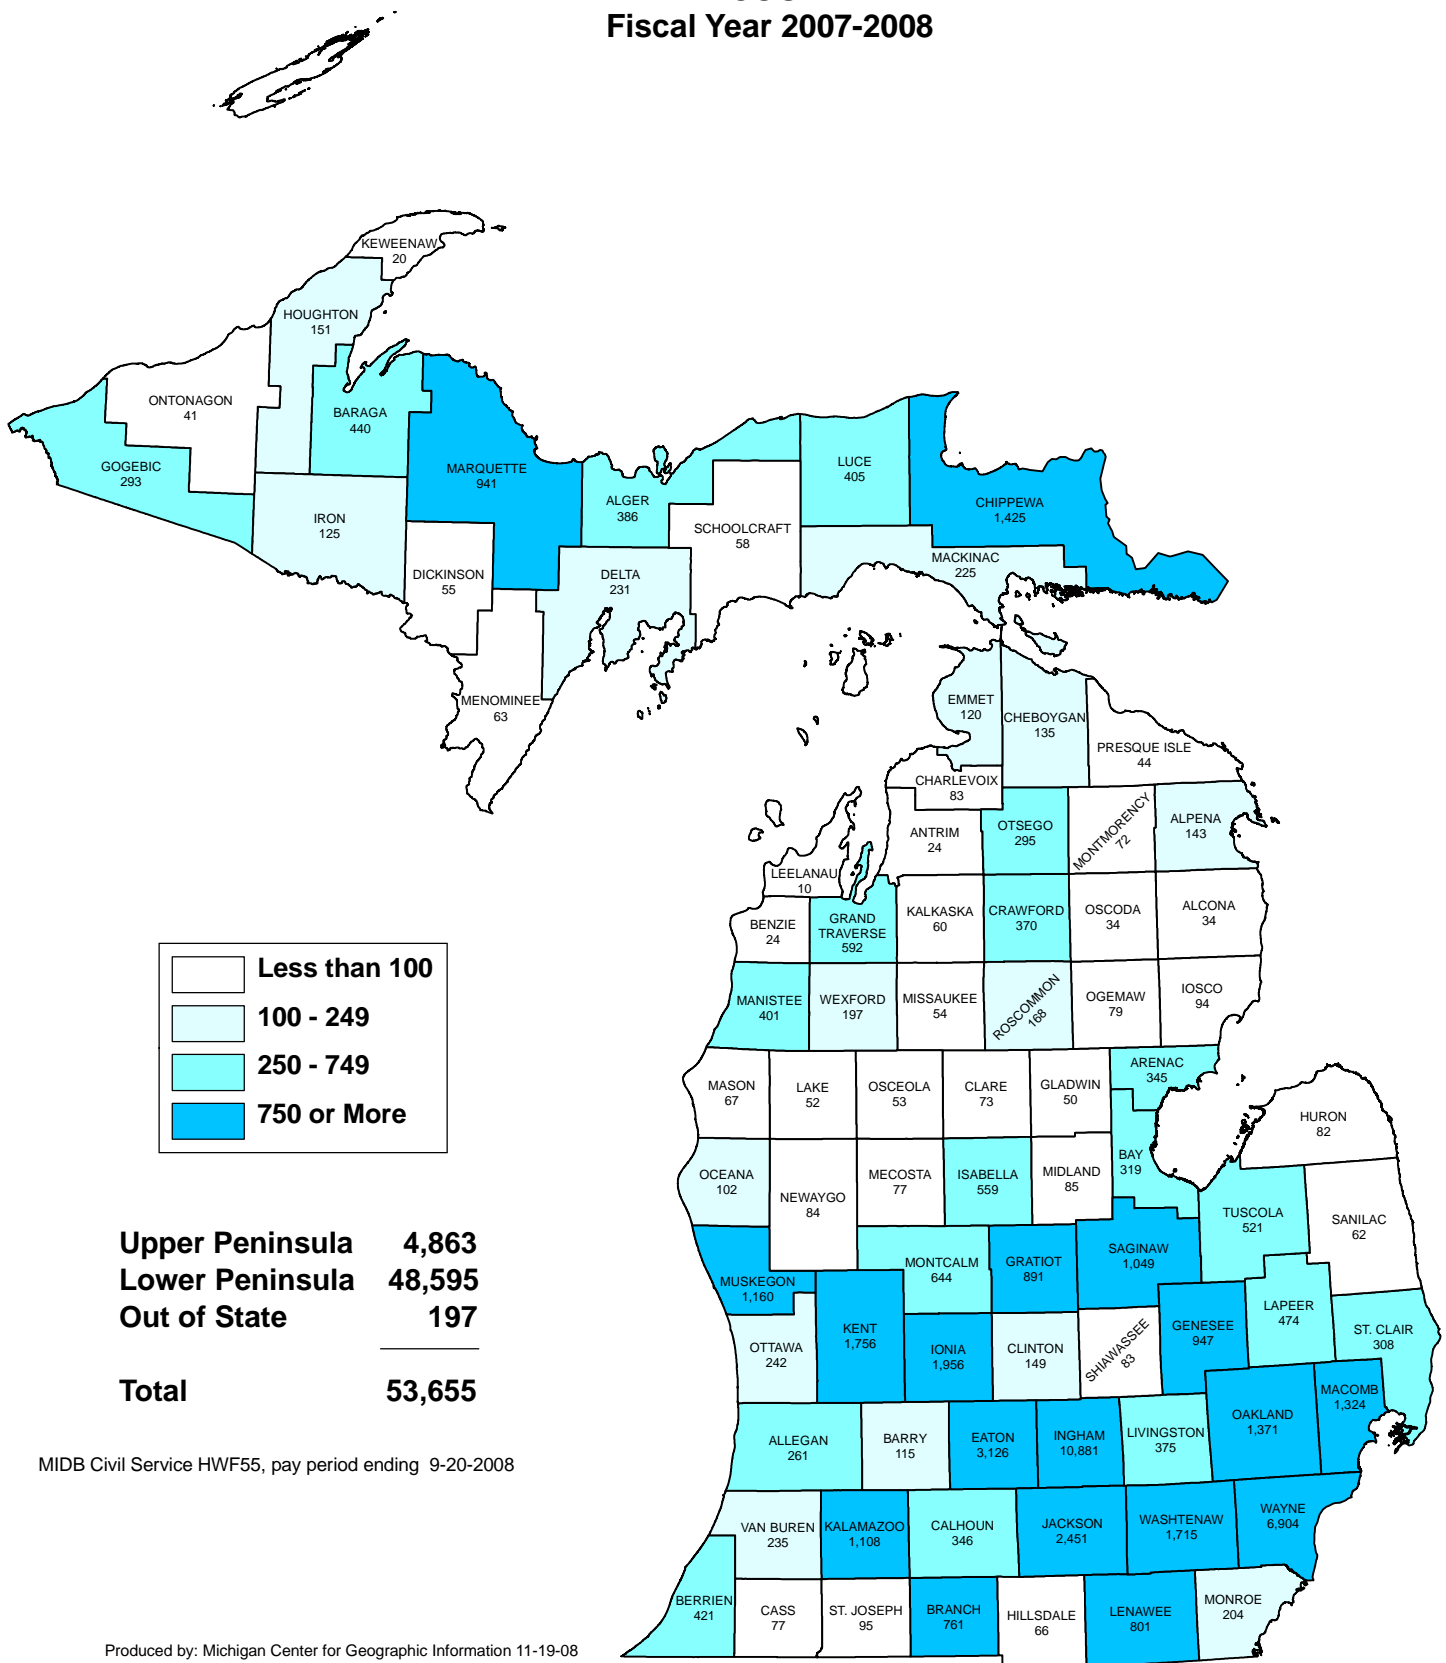 Fiscal Year 2007-2008
KEWEENAW
20
HOUGHTON
151
ONTONAGON
41
BARAGA
440
GOGEBIC
293
MARQUETTE
941
LUCE
405
CHIPPEWA
1,425
ALGER
386
IRON
125
SCHOOLCRAFT
58
MACKINAC
225
DICKINSON
55
DELTA
231
MENOMINEE
63
EMMET
120
CHEBOYGAN
135
PRESQUE ISLE
44
CHARLEVOIX
83
ANTRIM
24
OTSEGO
295
MONTMORENCY
72
ALPENA
143
LEELANAU
10
BENZIE
24
GRAND
TRAVERSE
592
KALKASKA
60
CRAWFORD
370
OSCODA
34
ALCONA
34
MANISTEE
401
WEXFORD
197
MISSAUKEE
54
ROSCOMMON
168
OGEMAW
79
IOSCO
94
Less than 100
100 - 249
250 - 749
750 or More
MASON
67
LAKE
52
OSCEOLA
53
CLARE
73
GLADWIN
50
ARENAC
345
HURON
82
OCEANA
102
NEWAYGO
84
MECOSTA
77
ISABELLA
559
MIDLAND
85
BAY
319
TUSCOLA
521
SANILAC
62
Upper Peninsula 4,863
Lower Peninsula 48,595
Out of State 197
Total 53,655
MUSKEGON
1,160
MONTCALM
644
GRATIOT
891
SAGINAW
1,049
OTTAWA
242
KENT
1,756
IONIA
1,956
CLINTON
149
SHIAWASSEE
83
GENESEE
947
LAPEER
474
ST. CLAIR
308
ALLEGAN
261
BARRY
115
EATON
3,126
INGHAM
10,881
LIVINGSTON
375
OAKLAND
1,371
MACOMB
1,324
MIDB Civil Service HWF55, pay period ending 9-20-2008
VAN BUREN
235
KALAMAZOO
1,108
CALHOUN
346
JACKSON
2,451
WASHTENAW
1,715
WAYNE
6,904
BERRIEN
421
CASS
77
ST. JOSEPH
95
BRANCH
761
HILLSDALE
66
LENAWEE
801
MONROE
204
Produced by: Michigan Center for Geographic Information 11-19-08